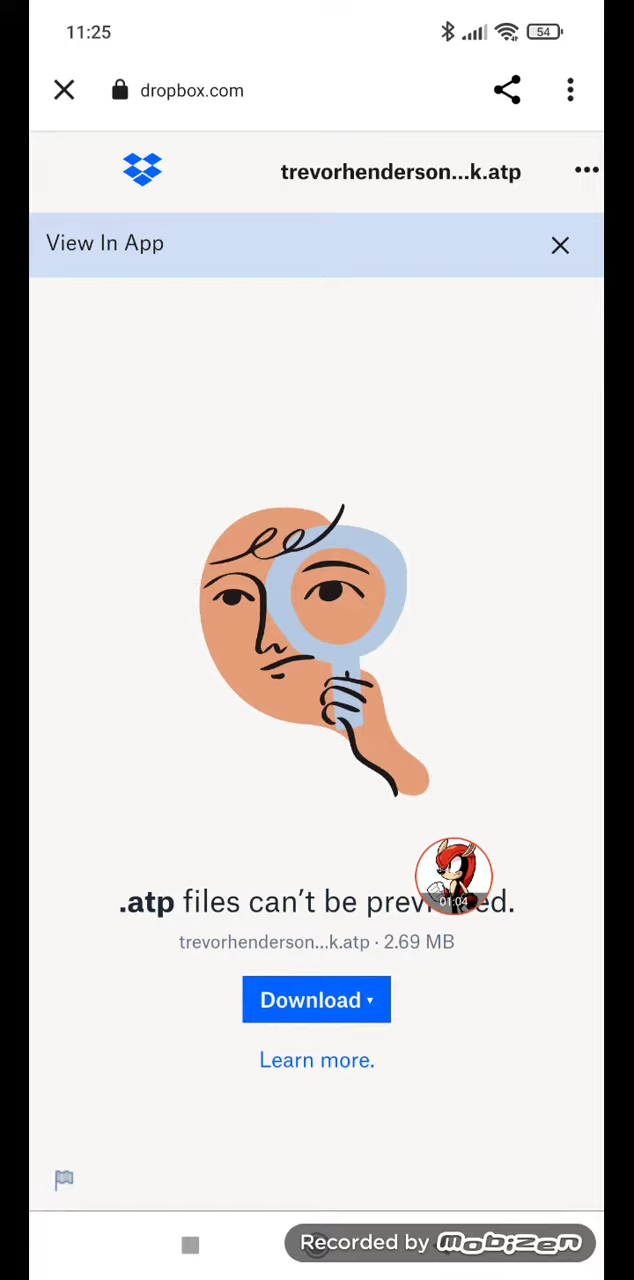 11:25
54
dropbox.com
trevorhenderson...k.atp
View In App
.atp files can't be prev ed.
01:04
trevorhenderson...k.atp · 2.69 MB
Download
Learn more.
Recorded by mobizen